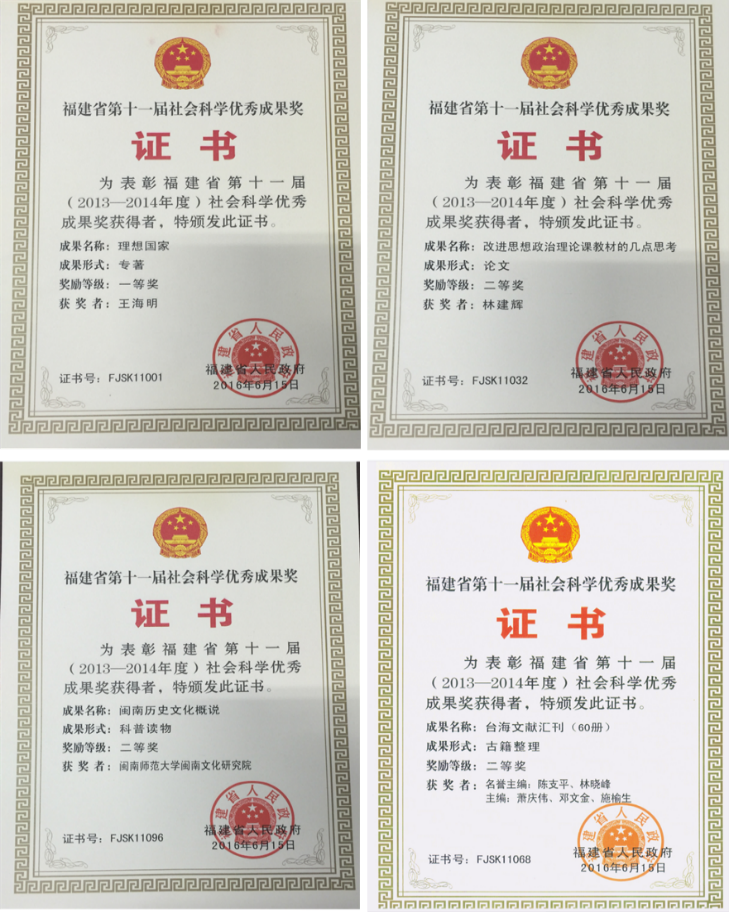 福建省第十一届社会科学优秀成果奖
证书
为表彰福建省第十一届
（2013—2014年度）社会科学优秀
成果奖获得者，特颁发此证书。
成果名称：理想国家
成果形式：专著
奖励等级：一等奖
获奖者：王海明
证书号：FJSK11001
福建省人民政府
2016年6月15日
福建省第十一届社会科学优秀成果奖
证书
为表彰福建省第十一届
（2013—2014年度）社会科学优秀
成果奖获得者，特颁发此证书。
成果名称：改进思想政治理论课教材的几点思考
成果形式：论文
奖励等级：二等奖
获奖者：林建辉
证书号：FJSK11032
福建省人民政府
2016年6月15日
福建省第十一届社会科学优秀成果奖
证书
为表彰福建省第十一届
（2013—2014年度）社会科学优秀
成果奖获得者，特颁发此证书。
成果名称：闽南历史文化概说
成果形式：科普读物
奖励等级：二等奖
获奖者：闽南师范大学闽南文化研究院
证书号：FJSK11096
福建省人民政府
2016年6月15日
福建省第十一届社会科学优秀成果奖
证书
为表彰福建省第十一届
（2013—2014年度）社会科学优秀
成果奖获得者，特颁发此证书。
成果名称：台海文献汇刊（60册）
成果形式：古籍整理
奖励等级：二等奖
获奖者：名誉主编：陈支平、林晓峰
主编：萧庆伟、邓文金、施榆生
证书号：FJSK11068
福建省人民政府
2016年6月15日